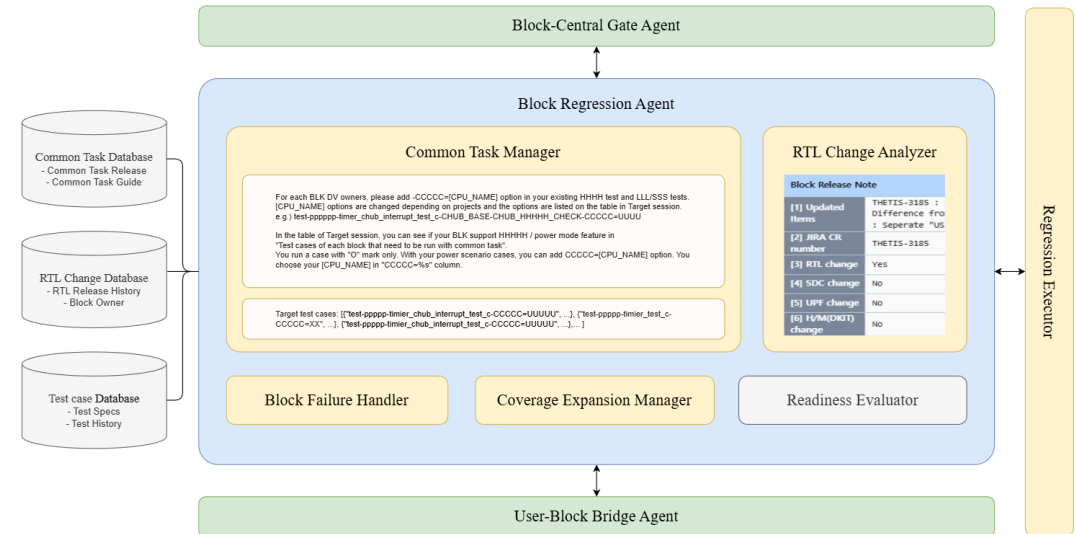 Block-Central Gate Agent
Block Regression Agent
Common Task Database
- Common Task Release
- Common Task Guide
RTL Change Database
- RTL Release History
- Block Owner
Test case Database
- Test Specs
- Test History
Common Task Manager
For each BLK DV owners, please add -CCCCC=[CPU_NAME] option in your existing HHHH test and LLL/SSS tests.
[CPU_NAME] options are changed depending on projects and the options are listed on the table in Target session.
e.g.) test-pppppp-timer_chub_interrupt_test_c-CHUB_BASE-CHUB_HHHHH_CHECK-CCCCC=UUUU
In the table of Target session, you can see if your BLK support HHHHH / power mode feature in
"Test cases of each block that need to be run with common task".
You run a case with "O" mark only. With your power scenario cases, you can add CCCCC=[CPU_NAME] option. You
choose your [CPU_NAME] in "CCCCC=%s" column.
Target test cases: [{"test-ppppp-timier_chub_interrupt_test_c-CCCCC=UUUUU", ...}, {"test-ppppp-timier_test_c-
CCCCC=XX", ...}, {"test-ppppp-timier_chub_interrupt_test_c-CCCCC=UUUUU", ...},... ]
RTL Change Analyzer
Block Release Note
[1] Updated
Items
THETIS-3185 :
Difference fro
: Seperate "US
[2] JIRA CR
number
THETIS-3185
[3] RTL change
Yes
[4] SDC change
No
[5] UPF change
No
[6] H/M(DKIT)
change
No
Block Failure Handler
Coverage Expansion Manager
Readiness Evaluator
User-Block Bridge Agent
Regression Executor